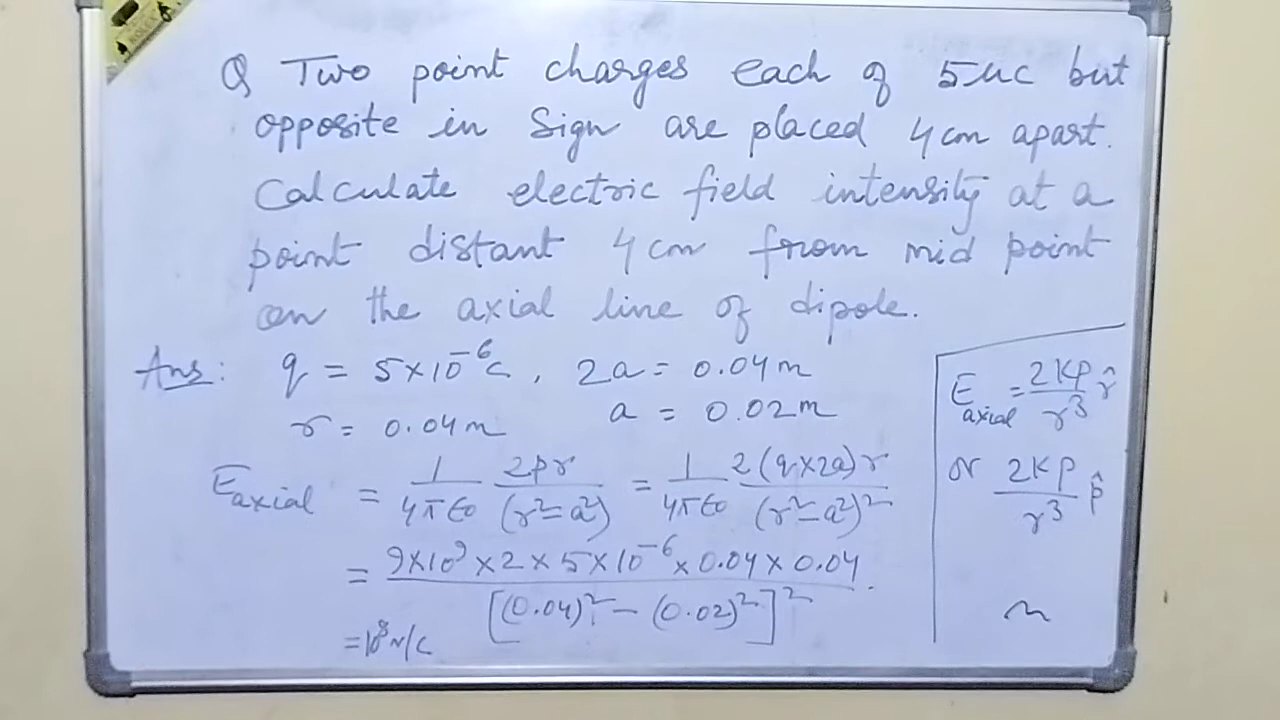 Q Two point charges each of 5μc but
opposite in Sign are placed 4cm apart.
Calculate electric field intensity at a
point distant 4cm from mid point
on the axial line of dipole.
Ans: q = 5×10⁻⁶c, 2a = 0.04m
r = 0.04m a = 0.02m
E axial = 1/4πϵ0 2pr/(r²-a²) = 1/4πϵ0 2(q×2a)r/(r²-a²)²
= 9×10⁹×2×5×10⁻⁶×0.04×0.04/[(0.04)²-(0.02)²]²
=10⁸N/C
E axial = 2Kp/r³ r̂
or 2Kp/r³ p̂